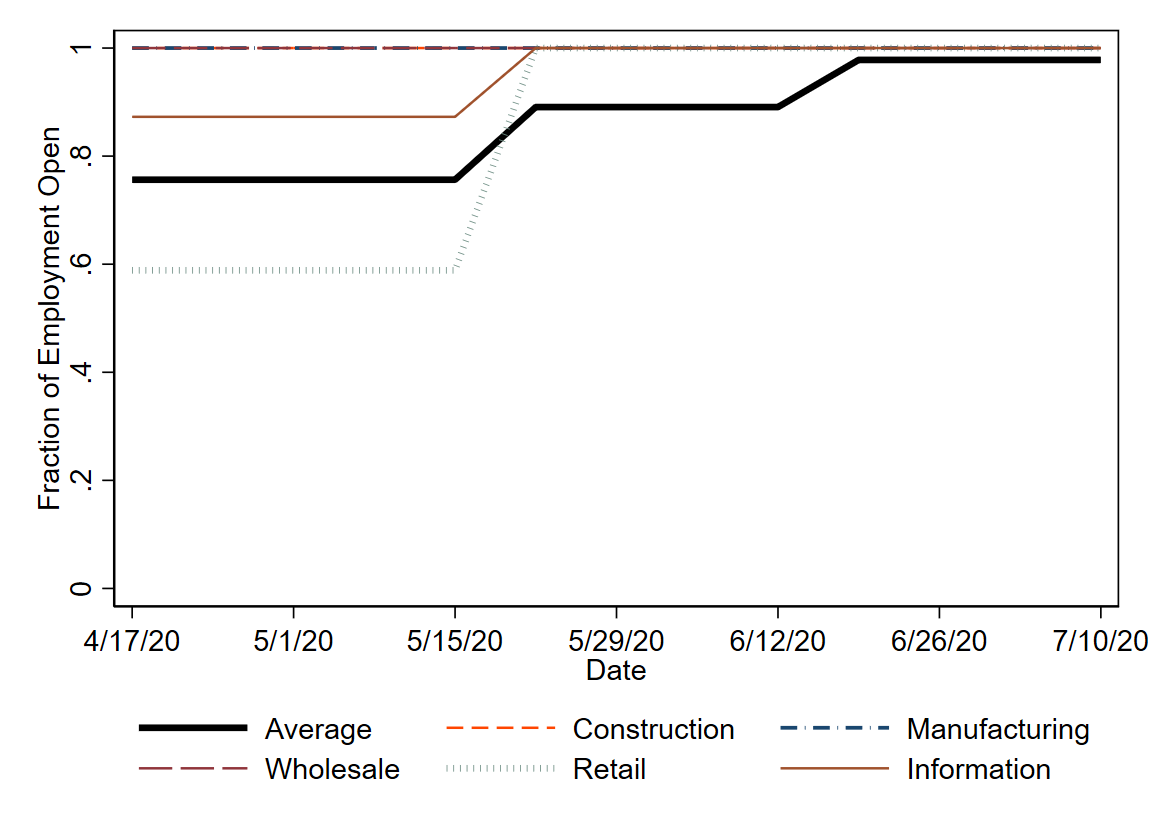 Fraction of Employment Open
1
.8
.6
.4
.2
0
4/17/20 5/1/20 5/15/20 5/29/20 6/12/20 6/26/20 7/10/20
Date
Average Construction Manufacturing
Wholesale Retail Information